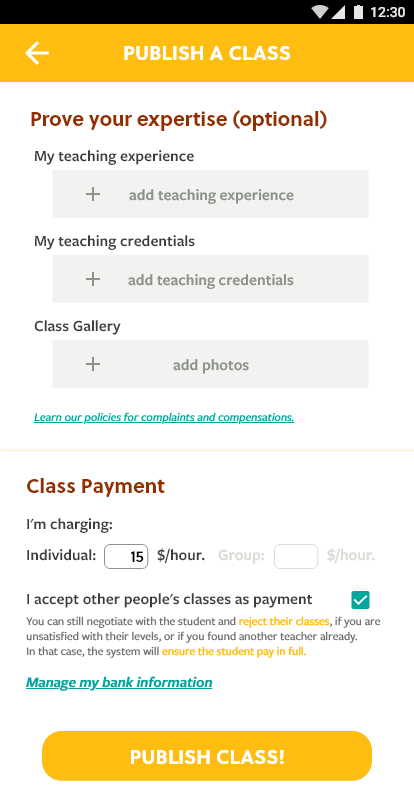 12:30
PUBLISH A CLASS
Prove your expertise (optional)
My teaching experience
+ add teaching experience
My teaching credentials
+ add teaching credentials
Class Gallery
+ add photos
Learn our policies for complaints and compensations.
Class Payment
I'm charging:
Individual: 15 $/hour. Group: $/hour.
I accept other people's classes as payment
You can still negotiate with the student and reject their classes, if you are
unsatisfied with their levels, or if you found another teacher already.
In that case, the system will ensure the student pay in full.
Manage my bank information
PUBLISH CLASS!